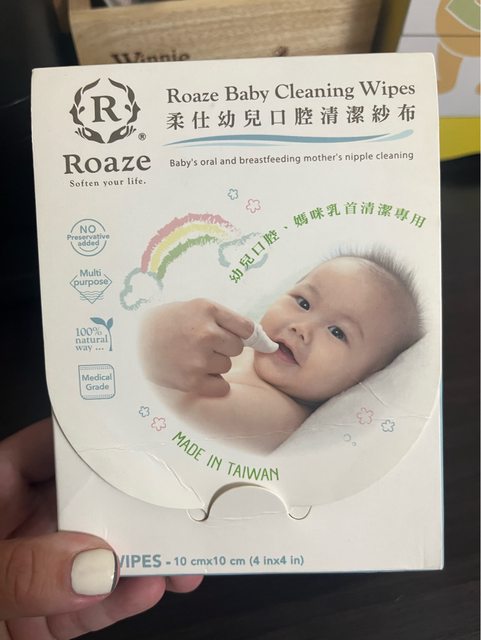 Winnie
R
®
Roaze
Soften your life.
Roaze Baby Cleaning Wipes
柔仕幼兒口腔清潔紗布
Baby's oral and breastfeeding mother's nipple cleaning
幼兒口腔、媽咪乳首清潔專用
NO
Preservative
added
Multi
purpose
100%
natural
way ...
Medical
Grade
MADE IN TAIWAN
WIPES - 10 cmx10 cm (4 inx4 in)